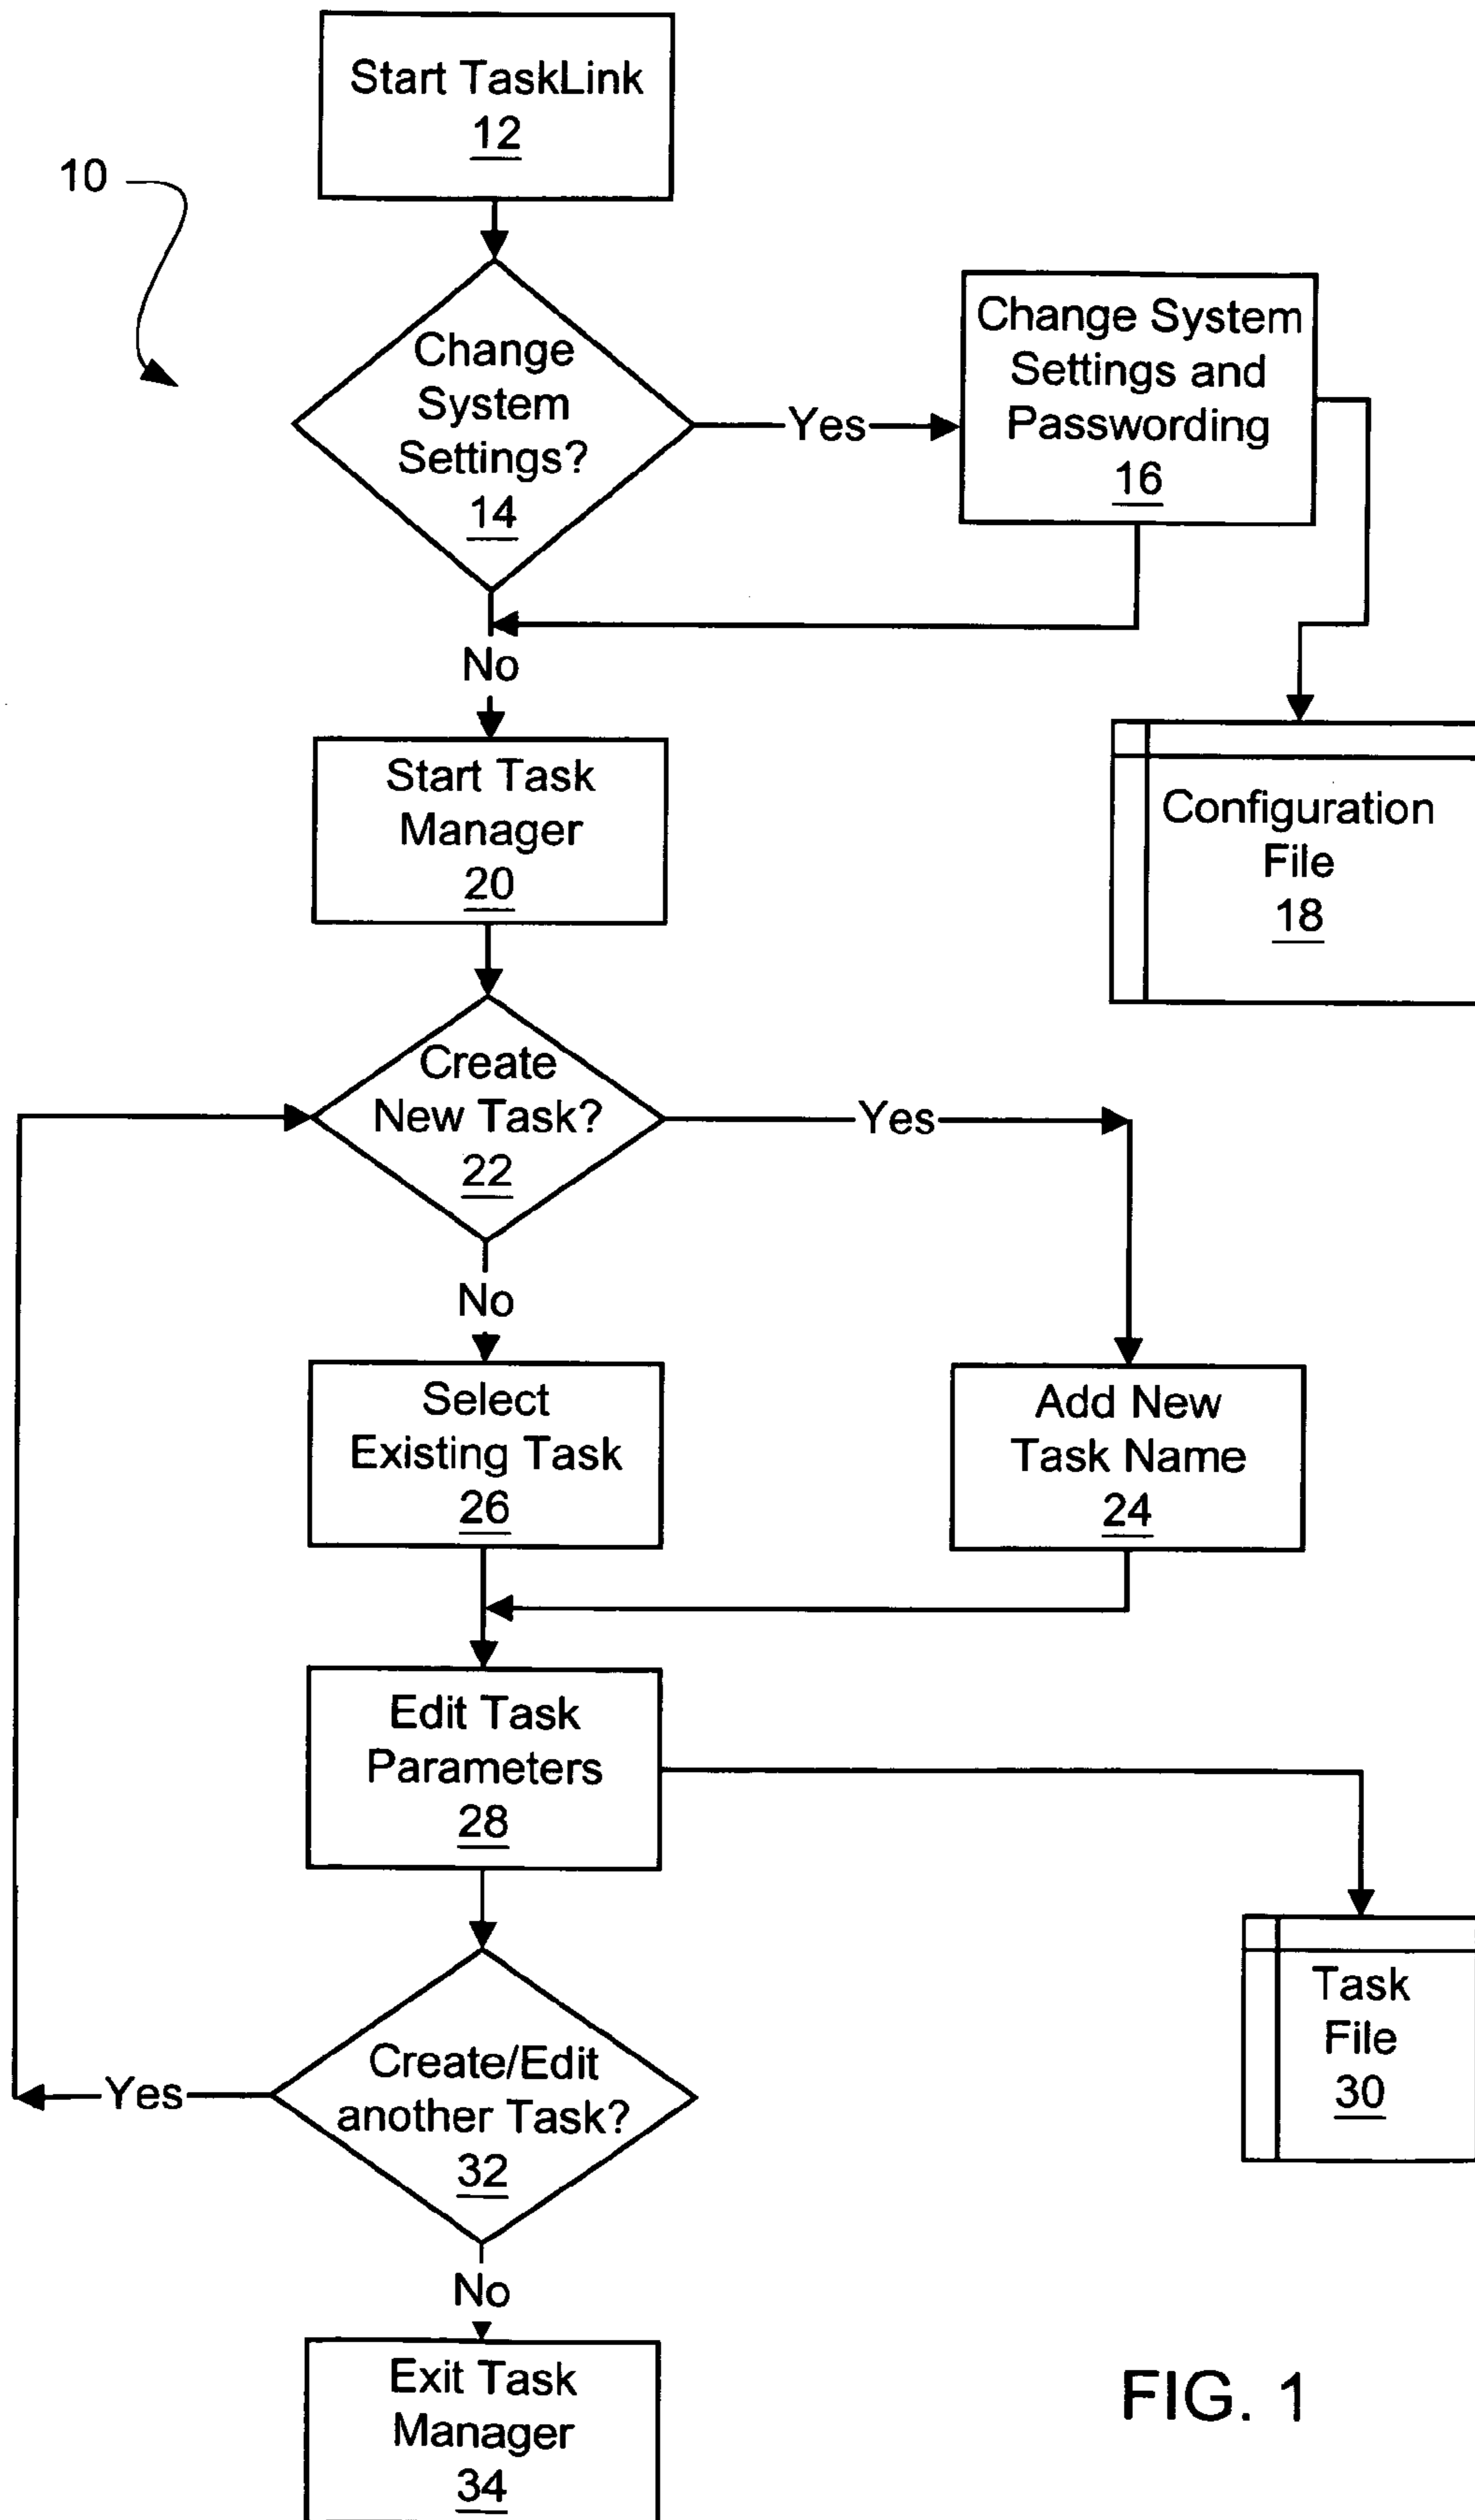 Start TaskLink
12
10
Change
System
Settings?
14
Yes
Change System
Settings and
Passwording
16
No
Start Task
Manager
20
Configuration
File
18
Create
New Task?
22
Yes
No
Select
Existing Task
26
Add New
Task Name
24
Edit Task
Parameters
28
Task
File
30
Create/Edit
another Task?
32
Yes
No
Exit Task
Manager
34
FIG. 1